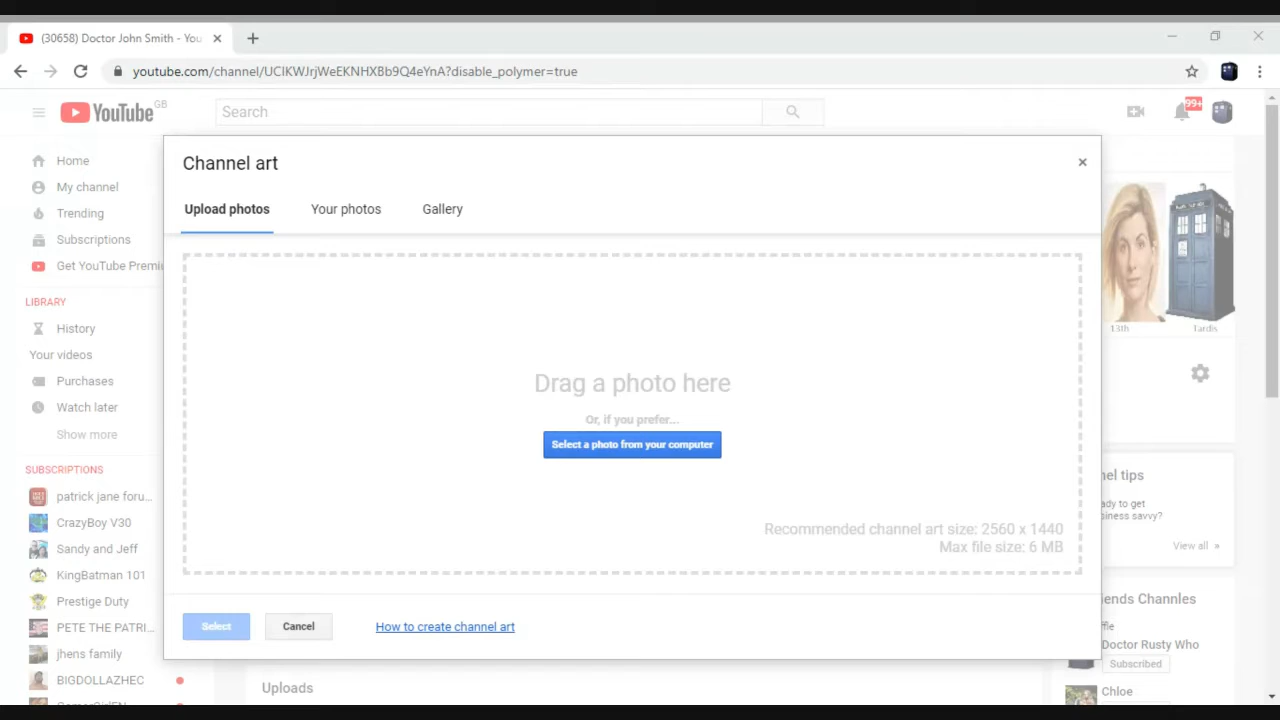 (30658) Doctor John Smith - You
youtube.com/channel/UCIKWJrjWeEKNHXBb9Q4eYnA?disable_polymer=true
YouTube GB
Search
99+
Home
My channel
Trending
Subscriptions
Get YouTube Premiu
LIBRARY
History
Your videos
Purchases
Watch later
Show more
SUBSCRIPTIONS
patrick jane foru...
CrazyBoy V30
Sandy and Jeff
KingBatman 101
Prestige Duty
PETE THE PATRI...
jhens family
BIGDOLLAZHEC
Channel art
Upload photos Your photos Gallery
Drag a photo here
Or, if you prefer...
Select a photo from your computer
Recommended channel art size: 2560 x 1440
Max file size: 6 MB
Select Cancel How to create channel art
Uploads
13th Tardis
nel tips
ady to get
siness savvy?
View all »
iends Channles
ffle
Doctor Rusty Who
Subscribed
Chloe